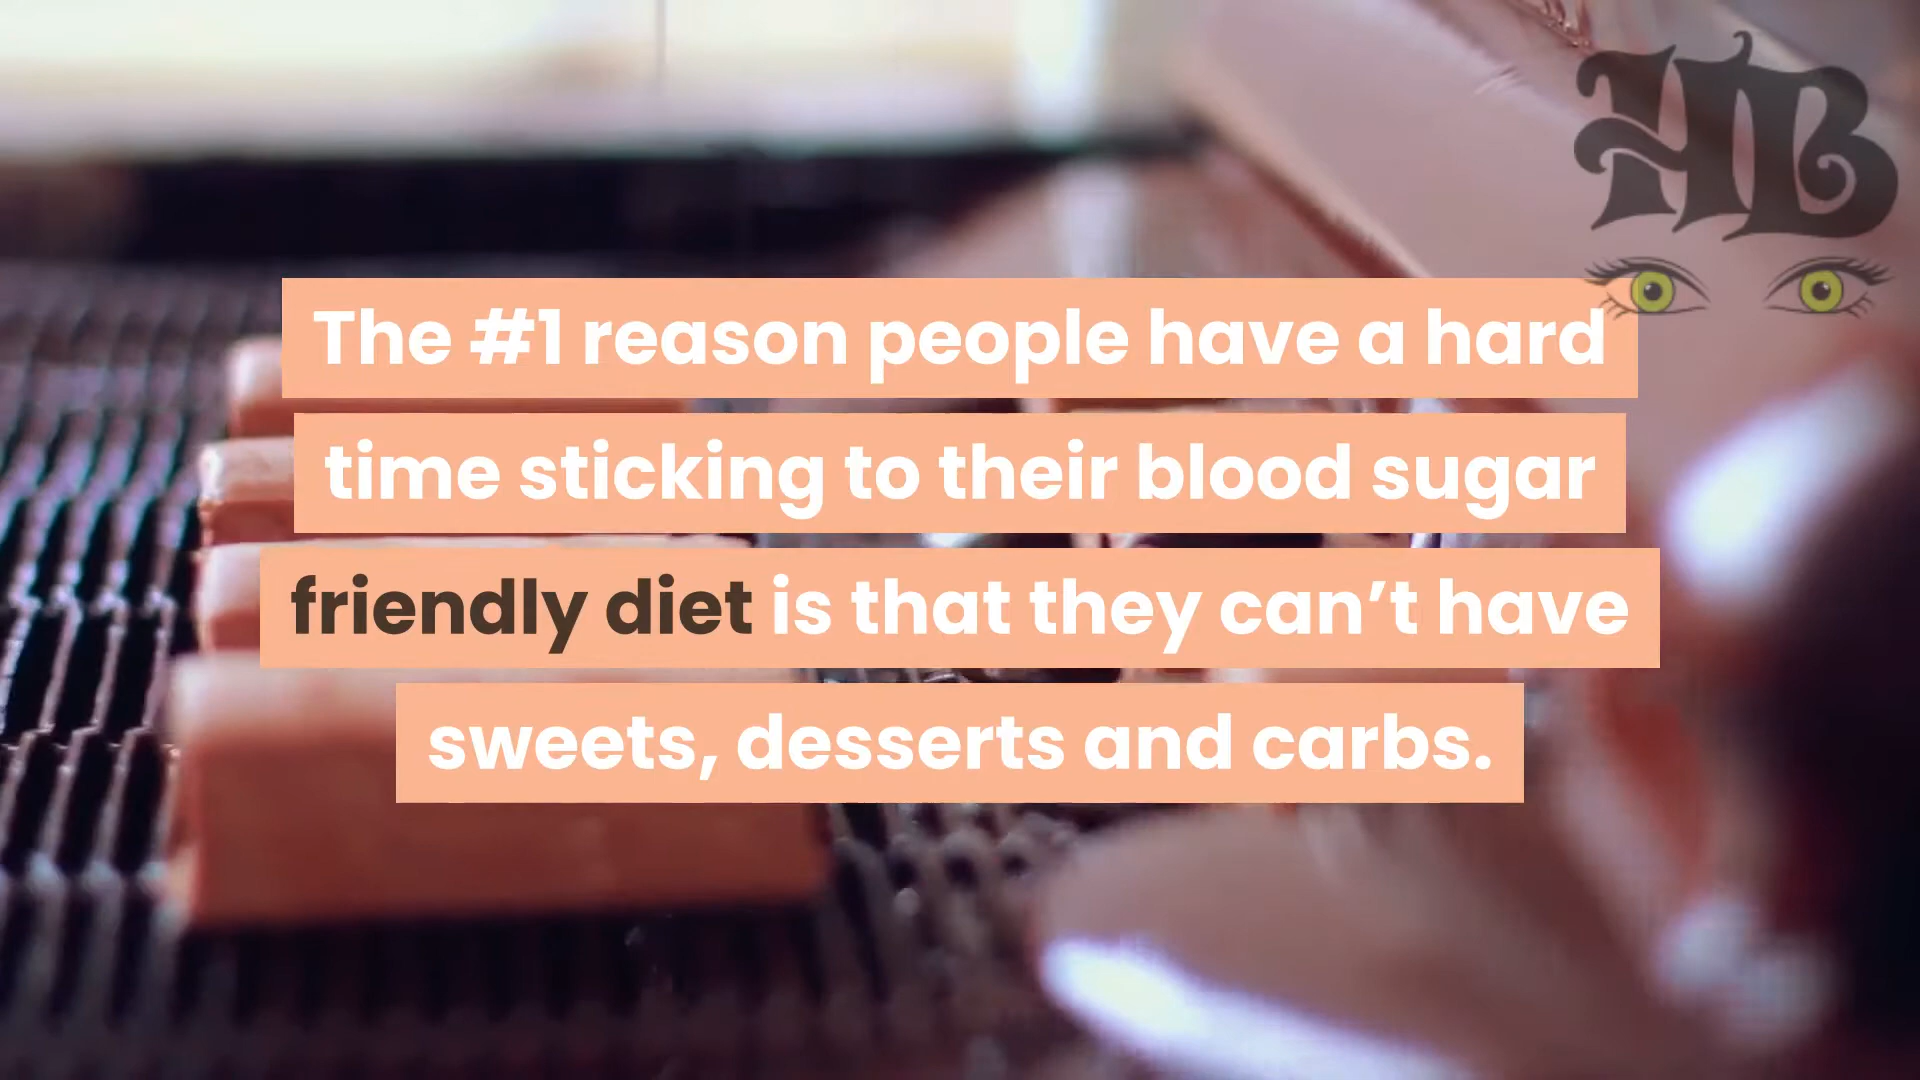 HB
The #1 reason people have a hard
time sticking to their blood sugar
friendly diet is that they can’t have
sweets, desserts and carbs.